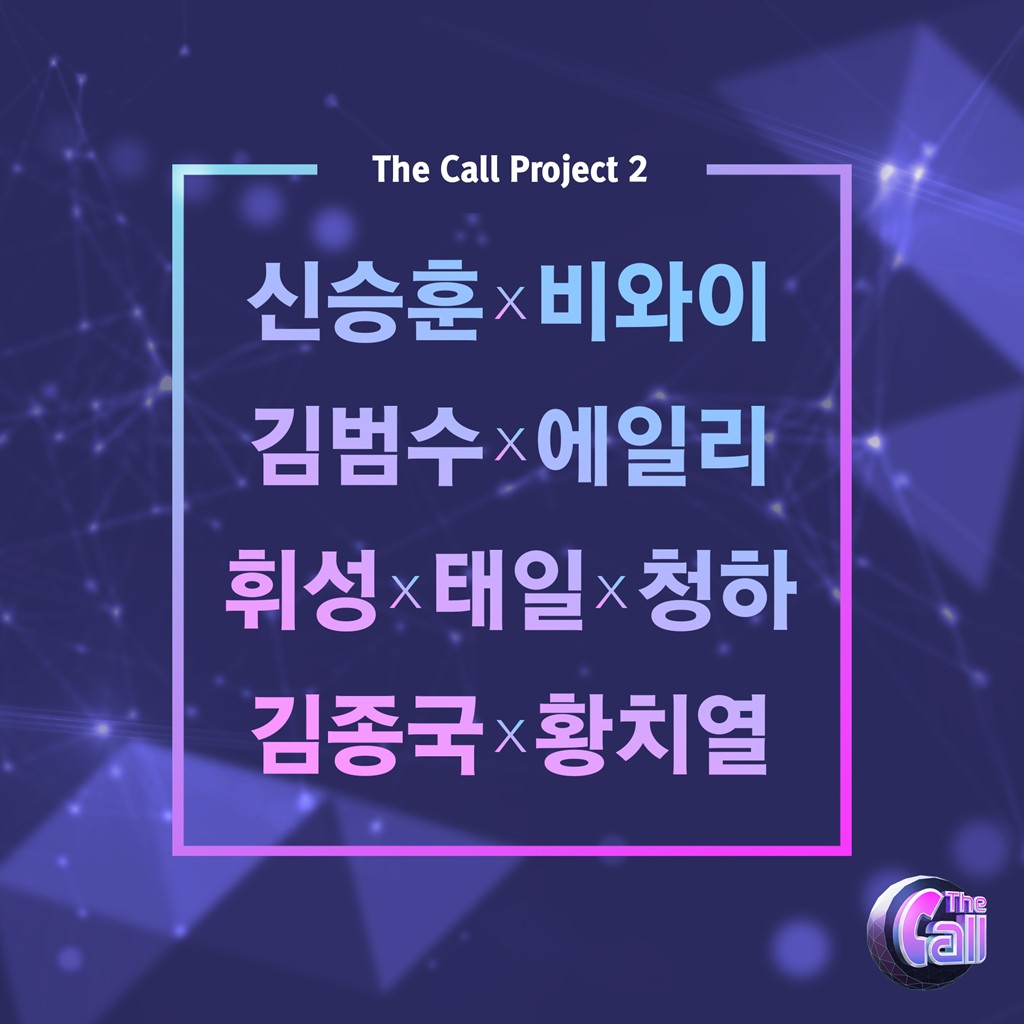 The Call Project 2
신승훈 x 비와이
김범수 x 에일리
휘성 x 태일 x 청하
김종국 x 황치열
The
Call